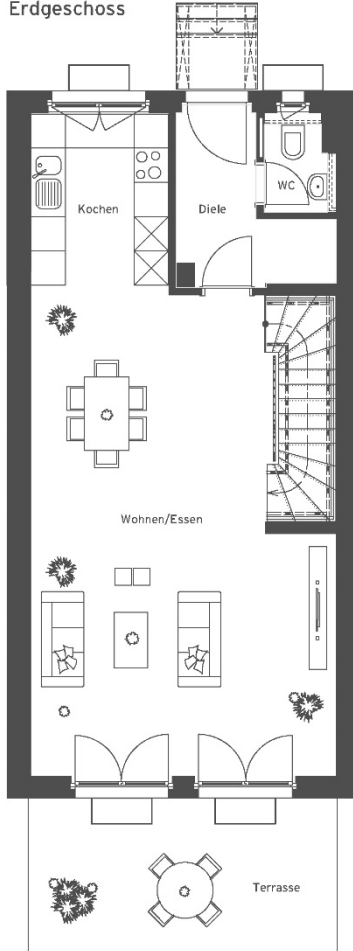 Erdgeschoss
Kochen
Diele
WC
Wohnen/Essen
Terrasse